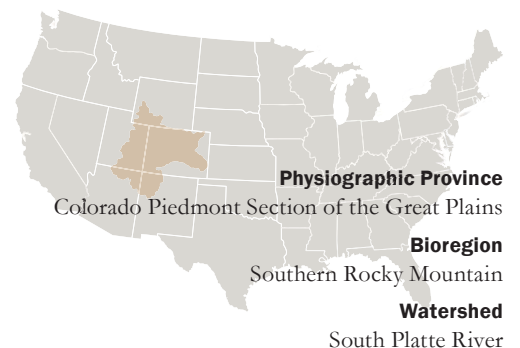 Physiographic Province
Colorado Piedmont Section of the Great Plains
Bioregion
Southern Rocky Mountain
Watershed
South Platte River